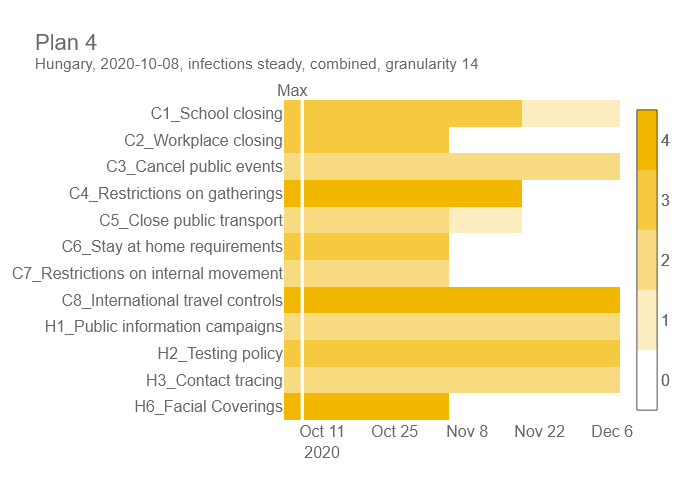 Plan 4
Hungary, 2020-10-08, infections steady, combined, granularity 14
Max
C1_School closing
C2_Workplace closing
C3_Cancel public events
C4_Restrictions on gatherings
C5_Close public transport
C6_Stay at home requirements
C7_Restrictions on internal movement
C8_International travel controls
H1_Public information campaigns
H2_Testing policy
H3_Contact tracing
H6_Facial Coverings
Oct 11 Oct 25 Nov 8 Nov 22 Dec 6
2020
4
3
2
1
0